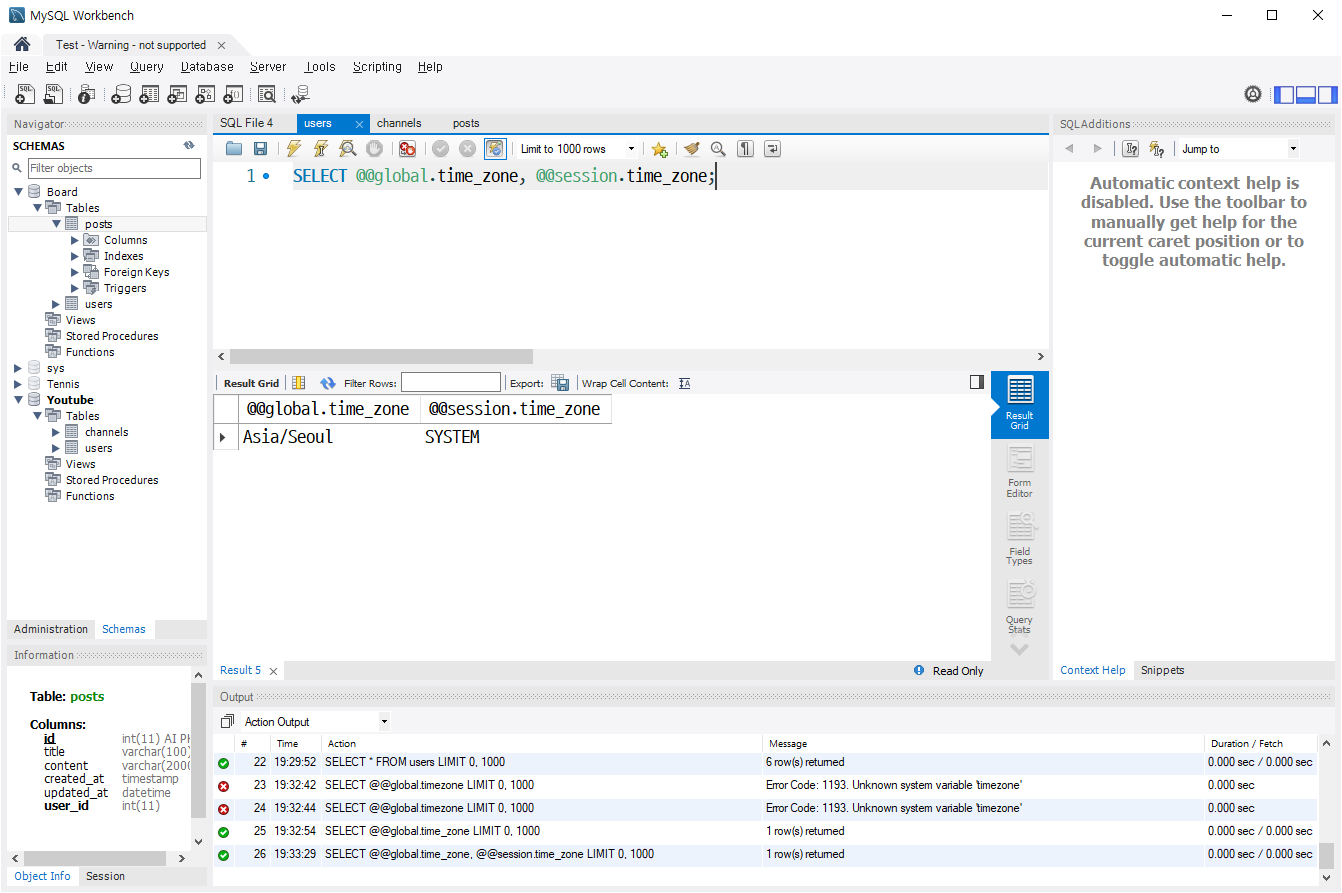 MySQL Workbench
Test - Warning - not supported
File Edit View Query Database Server Tools Scripting Help
Navigator
SCHEMAS
Filter objects
Board
Tables
posts
Columns
Indexes
Foreign Keys
Triggers
users
Views
Stored Procedures
Functions
sys
Tennis
Youtube
Tables
channels
users
Views
Stored Procedures
Functions
Administration Schemas
Information
Table: posts
Columns:
id int(11) AI P
title varchar(100)
content varchar(200
created_at timestamp
updated_at datetime
user_id int(11)
Object Info Session
SQL File 4 users channels posts
Limit to 1000 rows
1 SELECT @@global.time_zone, @@session.time_zone;
Result Grid Filter Rows: Export: Wrap Cell Content:
@@global.time_zone @@session.time_zone
Asia/Seoul SYSTEM
Result
Grid
Form
Editor
Field
Types
Query
Stats
Result 5 Read Only
SQLAdditions
Jump to
Automatic context help is
disabled. Use the toolbar to
manually get help for the
current caret position or to
toggle automatic help.
Context Help Snippets
Output
Action Output
# Time Action Message Duration / Fetch
22 19:29:52 SELECT * FROM users LIMIT 0, 1000 6 row(s) returned 0.000 sec / 0.000 sec
23 19:32:42 SELECT @@global.timezone LIMIT 0, 1000 Error Code: 1193. Unknown system variable 'timezone' 0.000 sec
24 19:32:44 SELECT @@global.timezone LIMIT 0, 1000 Error Code: 1193. Unknown system variable 'timezone' 0.000 sec
25 19:32:54 SELECT @@global.time_zone LIMIT 0, 1000 1 row(s) returned 0.000 sec / 0.000 sec
26 19:33:29 SELECT @@global.time_zone, @@session.time_zone LIMIT 0, 1000 1 row(s) returned 0.000 sec / 0.000 sec